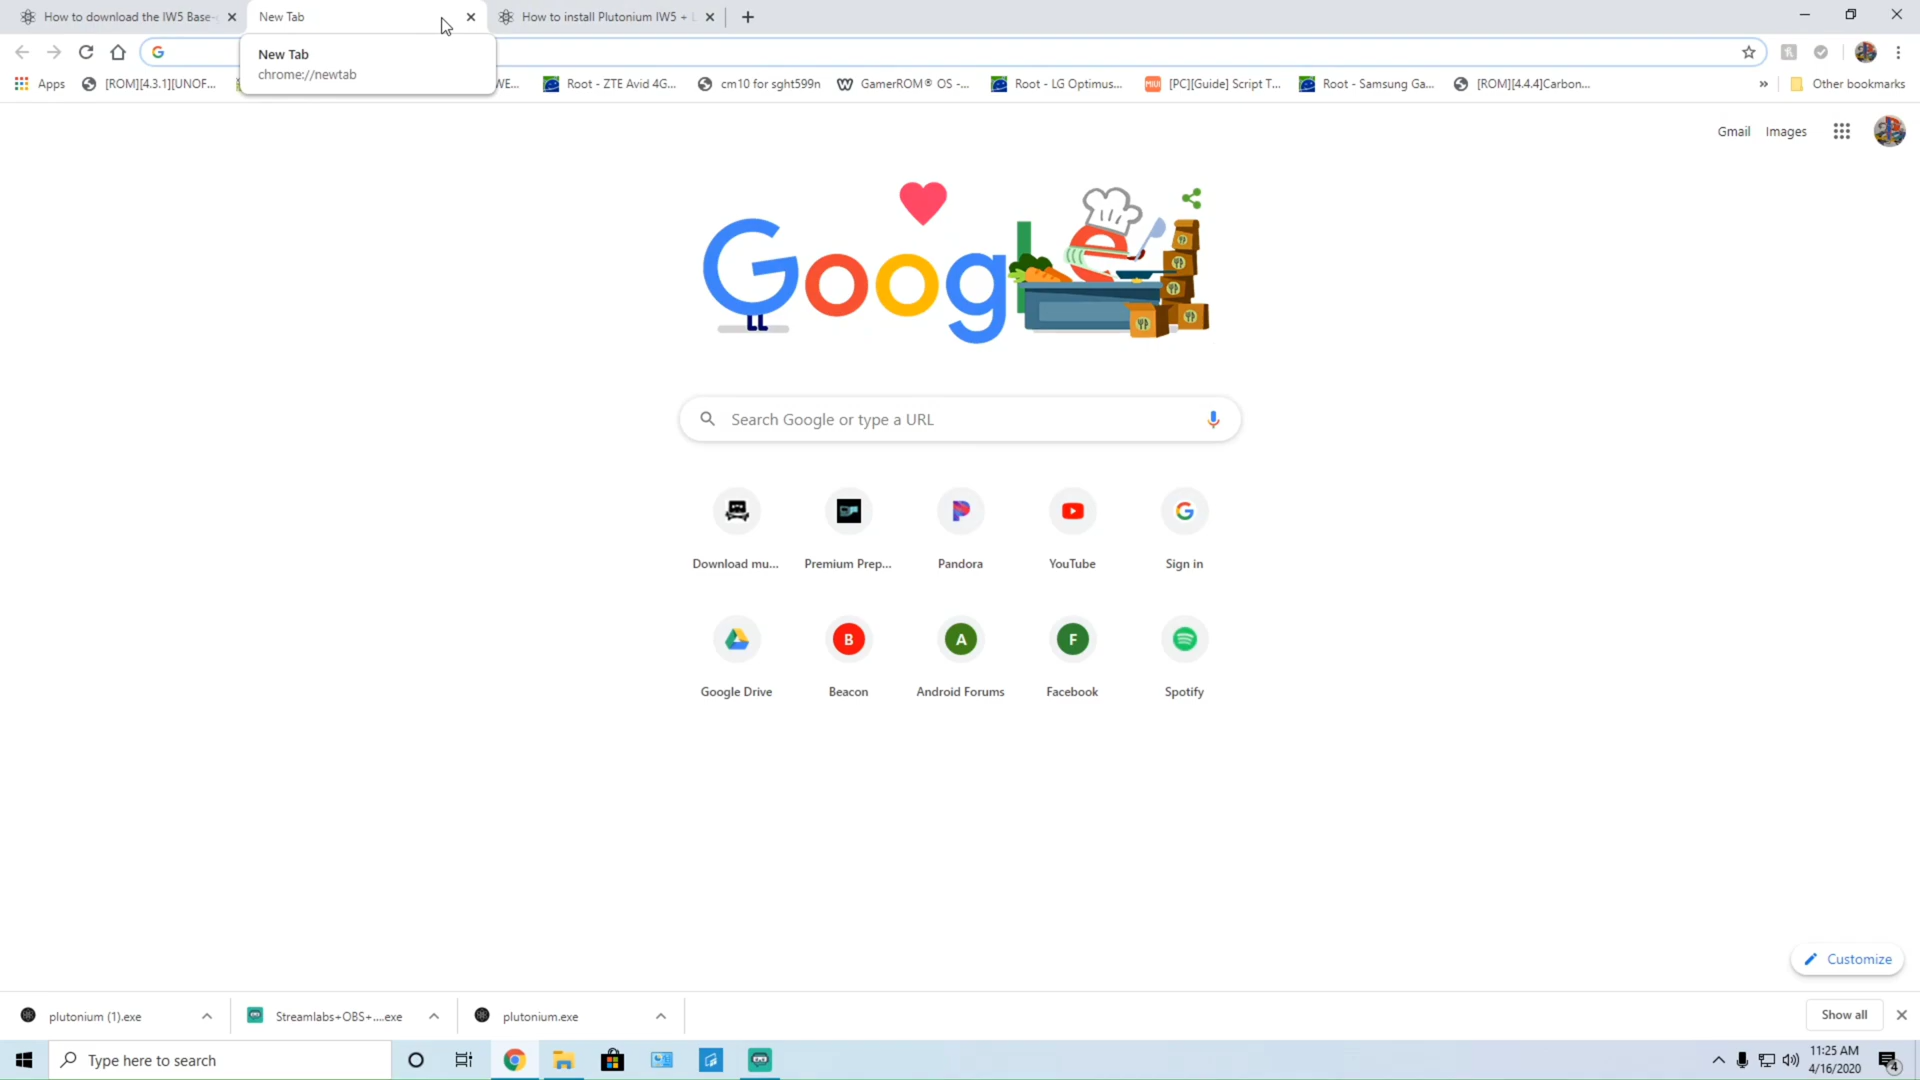 How to download the IW5 Base-
New Tab
How to install Plutonium IW5 +
New Tab
chrome://newtab
Apps
[ROM][4.3.1][UNOF...
WE...
Root - ZTE Avid 4G...
cm10 for sght599n
GamerROM® OS -...
Root - LG Optimus...
[PC][Guide] Script T...
Root - Samsung Ga...
[ROM][4.4.4]Carbon...
»
Other bookmarks
Gmail
Images
Google
Search Google or type a URL
Download mu...
Premium Prep...
Pandora
YouTube
Sign in
B
A
F
Google Drive
Beacon
Android Forums
Facebook
Spotify
Customize
plutonium (1).exe
Streamlabs+OBS+....exe
plutonium.exe
Show all
Type here to search
11:25 AM
4/16/2020
4